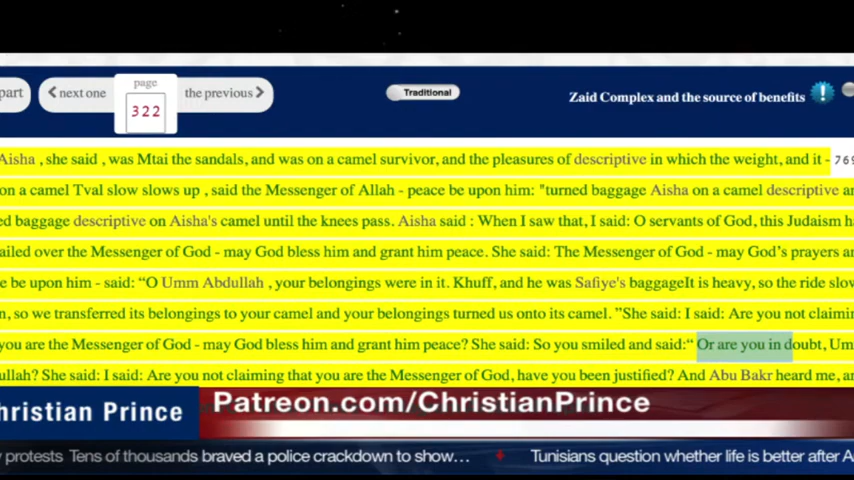 part
next one
page
322
the previous
Traditional
Zaid Complex and the source of benefits
Aisha , she said , was Mtai the sandals, and was on a camel survivor, and the pleasures of descriptive in which the weight, and it - 769
on a camel Tval slow slows up , said the Messenger of Allah - peace be upon him: "turned baggage Aisha on a camel descriptive an
ed baggage descriptive on Aisha's camel until the knees pass. Aisha said : When I saw that, I said: O servants of God, this Judaism ha
ailed over the Messenger of God - may God bless him and grant him peace. She said: The Messenger of God - may God's prayers an
e be upon him - said: “O Umm Abdullah , your belongings were in it. Khuff, and he was Safiye's baggageIt is heavy, so the ride slow
n, so we transferred its belongings to your camel and your belongings turned us onto its camel. ”She said: I said: Are you not claimin
you are the Messenger of God - may God bless him and grant him peace? She said: So you smiled and said:“ Or are you in doubt, Um
ullah? She said: I said: Are you not claiming that you are the Messenger of God, have you been justified? And Abu Bakr heard me, an
hristian Prince
Patreon.com/ChristianPrince
y protests Tens of thousands braved a police crackdown to show... Tunisians question whether life is better after A